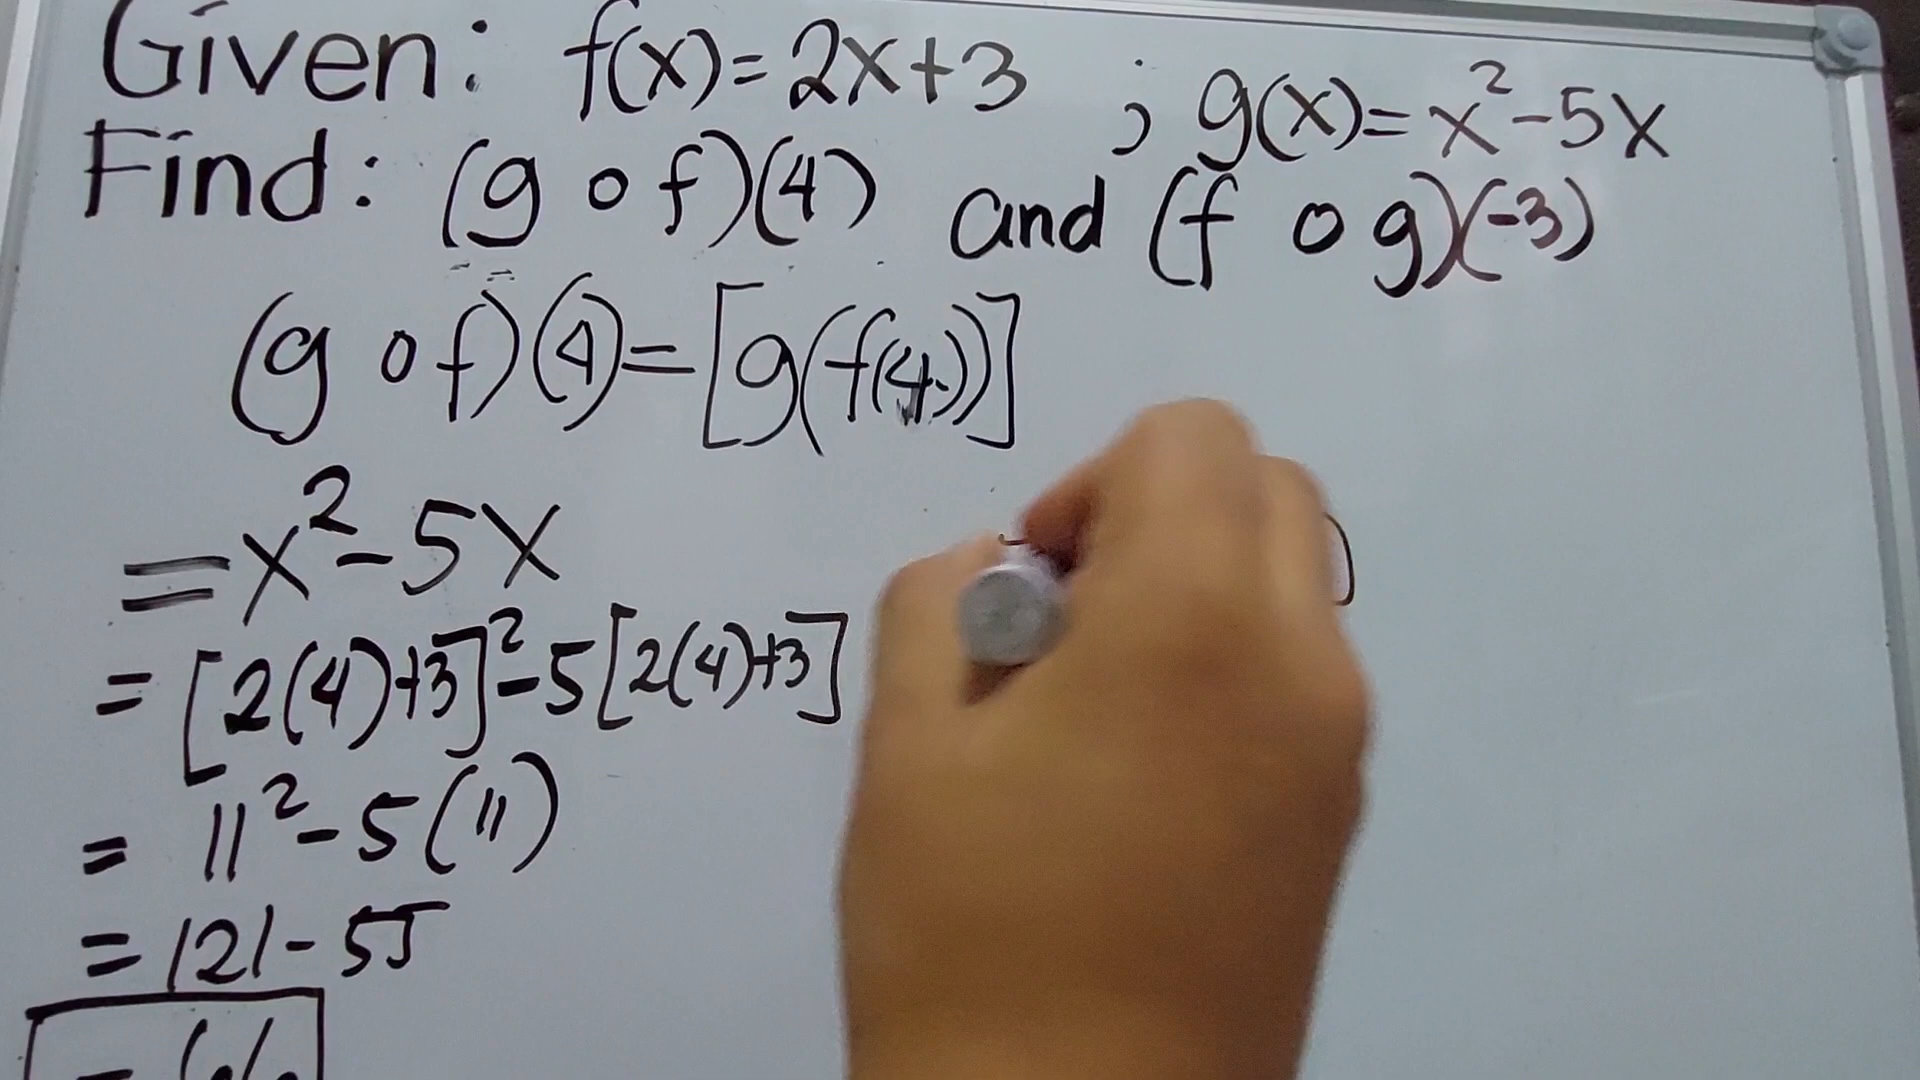 Given: f(x)=2x+3 ; g(x)=x²-5x
Find: (g o f)(4) and (f o g)(-3)
(g o f)(4)=[g(f(4))]
=x²-5x
=[2(4)+3]²-5[2(4)+3]
= 11²-5(11)
= 121-55
= 66